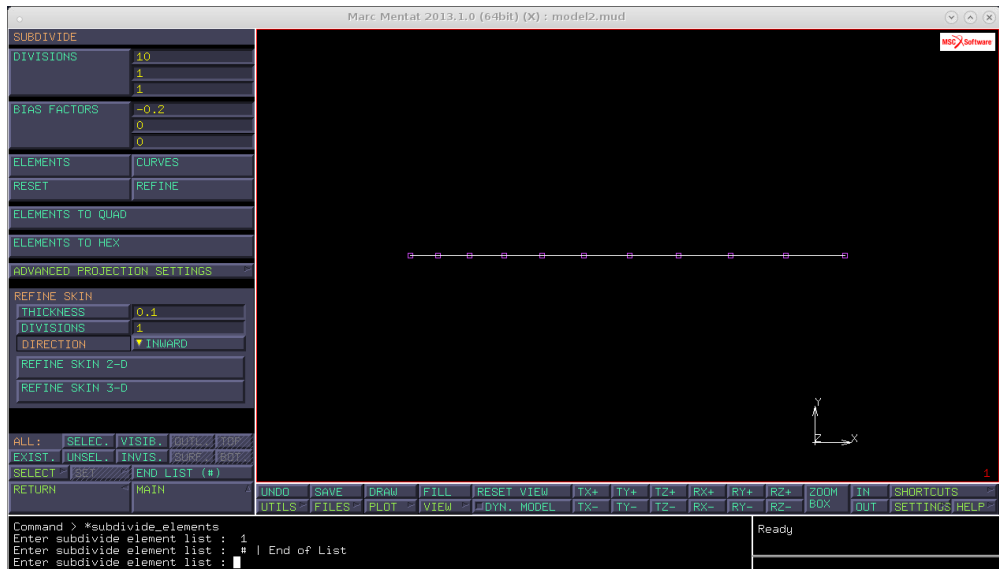 Marc Mentat 2013.1.0 (64bit) (X) : model2.mud
MSC Software
SUBDIVIDE
DIVISIONS 10
1
1
BIAS FACTORS -0.2
0
0
ELEMENTS CURVES
RESET REFINE
ELEMENTS TO QUAD
ELEMENTS TO HEX
ADVANCED PROJECTION SETTINGS
REFINE SKIN
THICKNESS 0.1
DIVISIONS 1
DIRECTION INWARD
REFINE SKIN 2-D
REFINE SKIN 3-D
Y
Z X
1
ALL: SELEC. VISIB. OUTL. TOP
EXIST. UNSEL. INVIS. SURF. BOT.
SELECT SET END LIST (#)
RETURN MAIN
UNDO SAVE DRAW FILL RESET VIEW TX+ TY+ TZ+ RX+ RY+ RZ+ ZOOM BOX IN SHORTCUTS
UTILS FILES PLOT VIEW DYN. MODEL TX- TY- TZ- RX- RY- RZ- OUT SETTINGS HELP
Command > *subdivide_elements
Enter subdivide element list : 1
Enter subdivide element list : # | End of List
Enter subdivide element list :
Ready